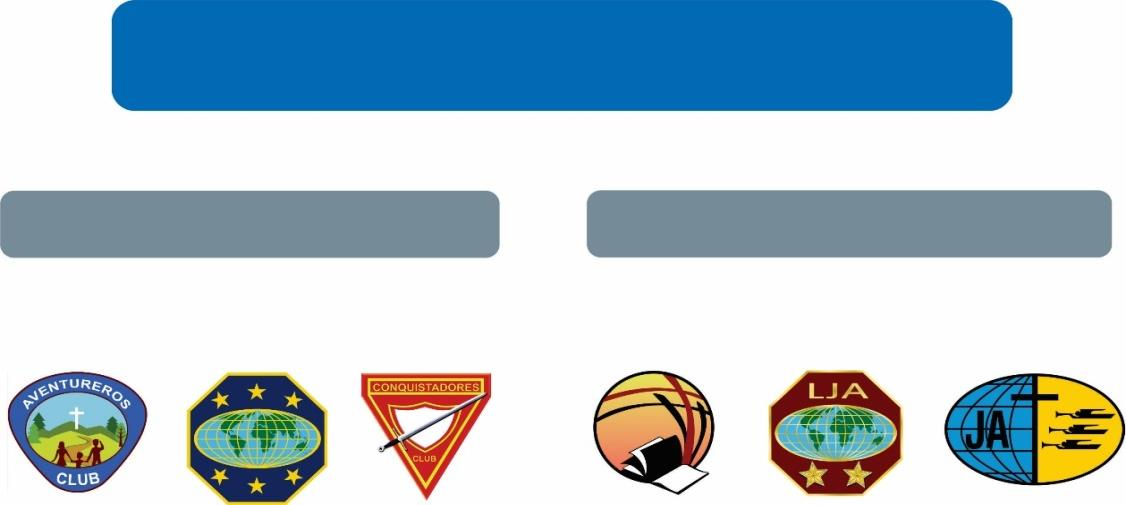 AVENTUREROS
CLUB
CONQUISTADORES
CLUB
LJA
JA